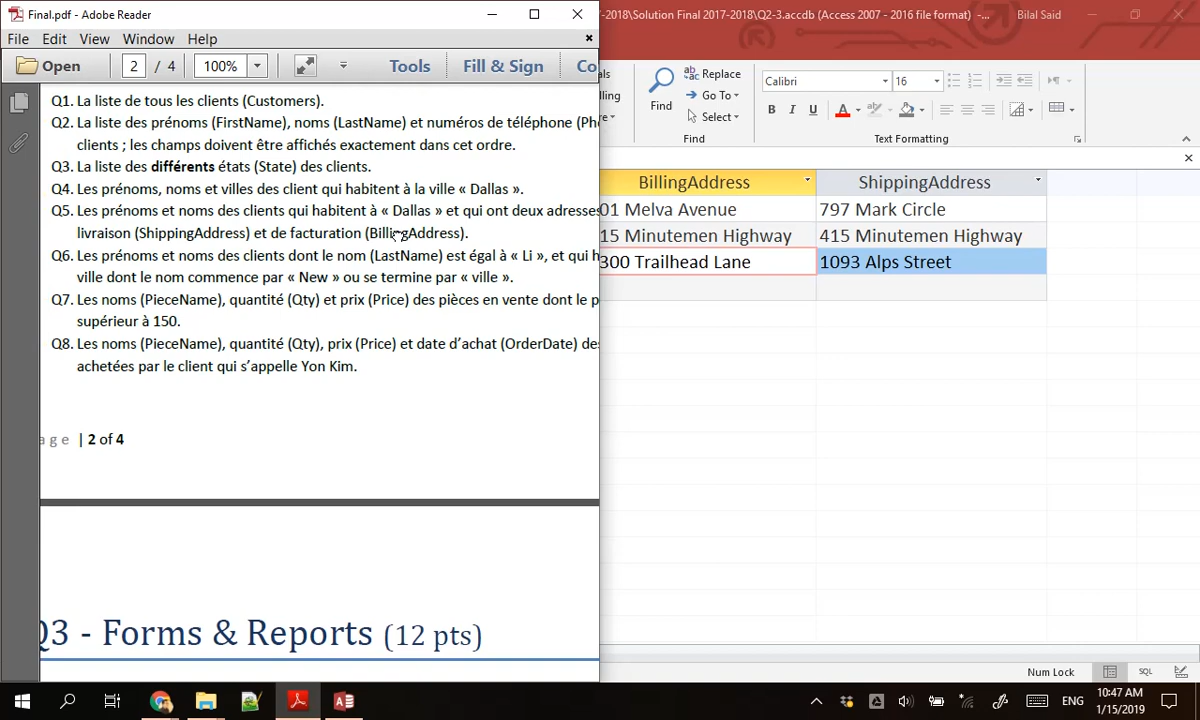 Final.pdf - Adobe Reader
-2018\Solution Final 2017-2018\Q2-3.accdb (Access 2007 - 2016 file format) -...
Bilal Said
File Edit View Window Help
Open 2 / 4 100% Tools Fill & Sign Co
Find
Replace
Go To
Select
Calibri 16
B I U A
Find
Text Formatting
Q1. La liste de tous les clients (Customers).
Q2. La liste des prénoms (FirstName), noms (LastName) et numéros de téléphone (Pho
clients ; les champs doivent être affichés exactement dans cet ordre.
Q3. La liste des différents états (State) des clients.
Q4. Les prénoms, noms et villes des client qui habitent à la ville « Dallas ».
Q5. Les prénoms et noms des clients qui habitent à « Dallas » et qui ont deux adresses
livraison (ShippingAddress) et de facturation (BillingAddress).
Q6. Les prénoms et noms des clients dont le nom (LastName) est égal à « Li », et qui h
ville dont le nom commence par « New » ou se termine par « ville ».
Q7. Les noms (PieceName), quantité (Qty) et prix (Price) des pièces en vente dont le p
supérieur à 150.
Q8. Les noms (PieceName), quantité (Qty), prix (Price) et date d'achat (OrderDate) des
achetées par le client qui s'appelle Yon Kim.
a g e | 2 of 4
Q3 - Forms & Reports (12 pts)
BillingAddress ShippingAddress
01 Melva Avenue 797 Mark Circle
15 Minutemen Highway 415 Minutemen Highway
300 Trailhead Lane 1093 Alps Street
Num Lock
SQL
ENG
10:47 AM
1/15/2019